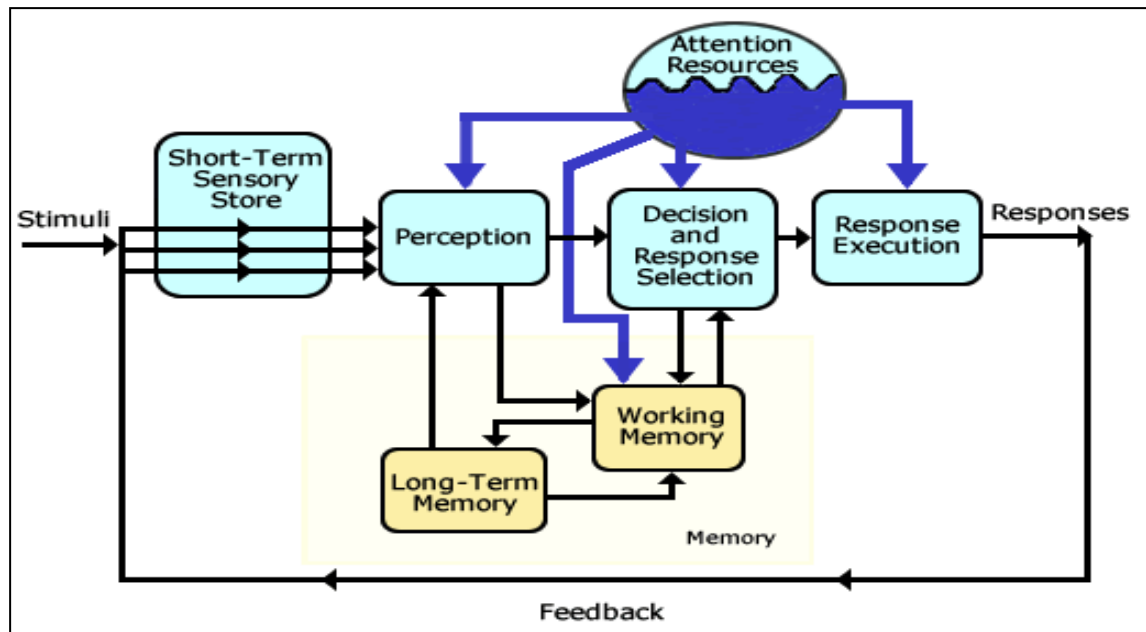 Attention
Resources
Short-Term
Sensory
Store
Stimuli
Perception
Decision
and
Response
Selection
Response
Execution
Responses
Working
Memory
Long-Term
Memory
Memory
Feedback